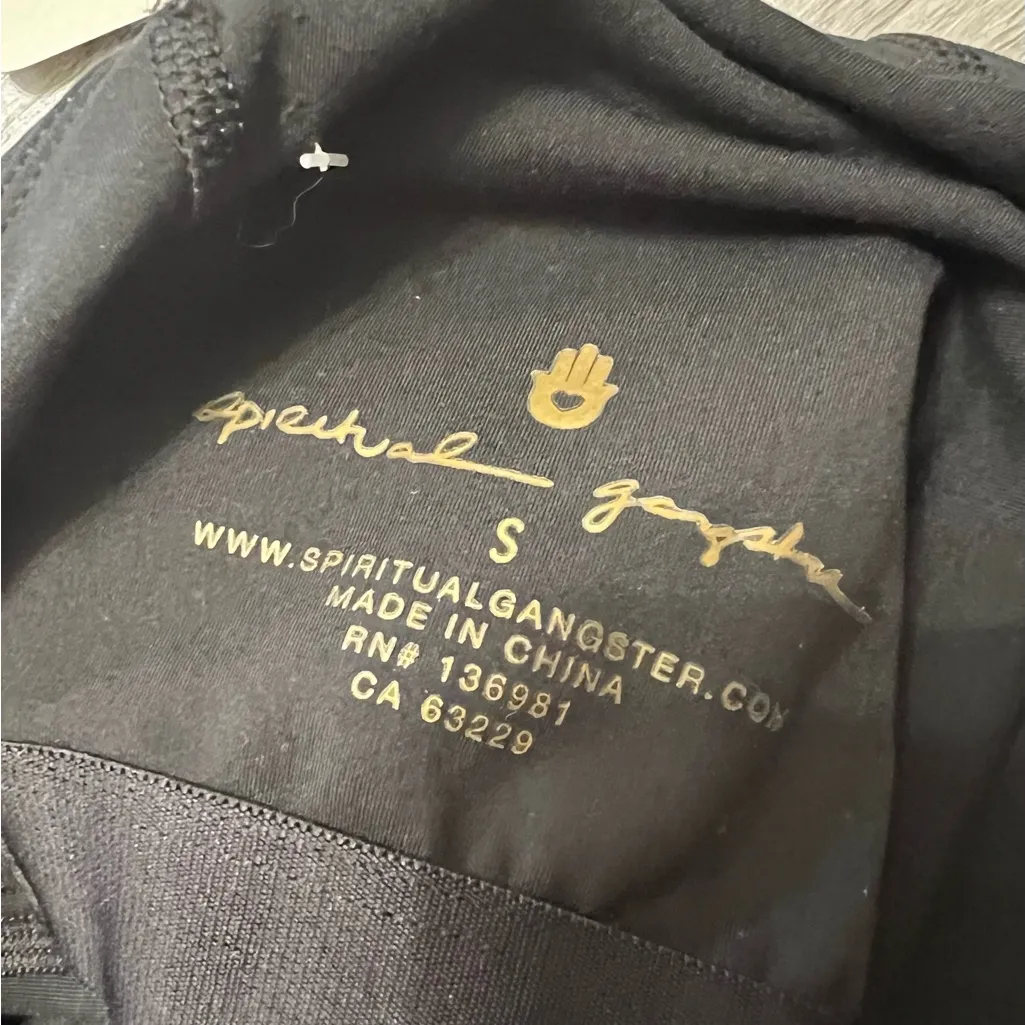 spiritual gangster
S
WWW.SPIRITUALGANGSTER.COM
MADE IN CHINA
RN# 136981
CA 63229